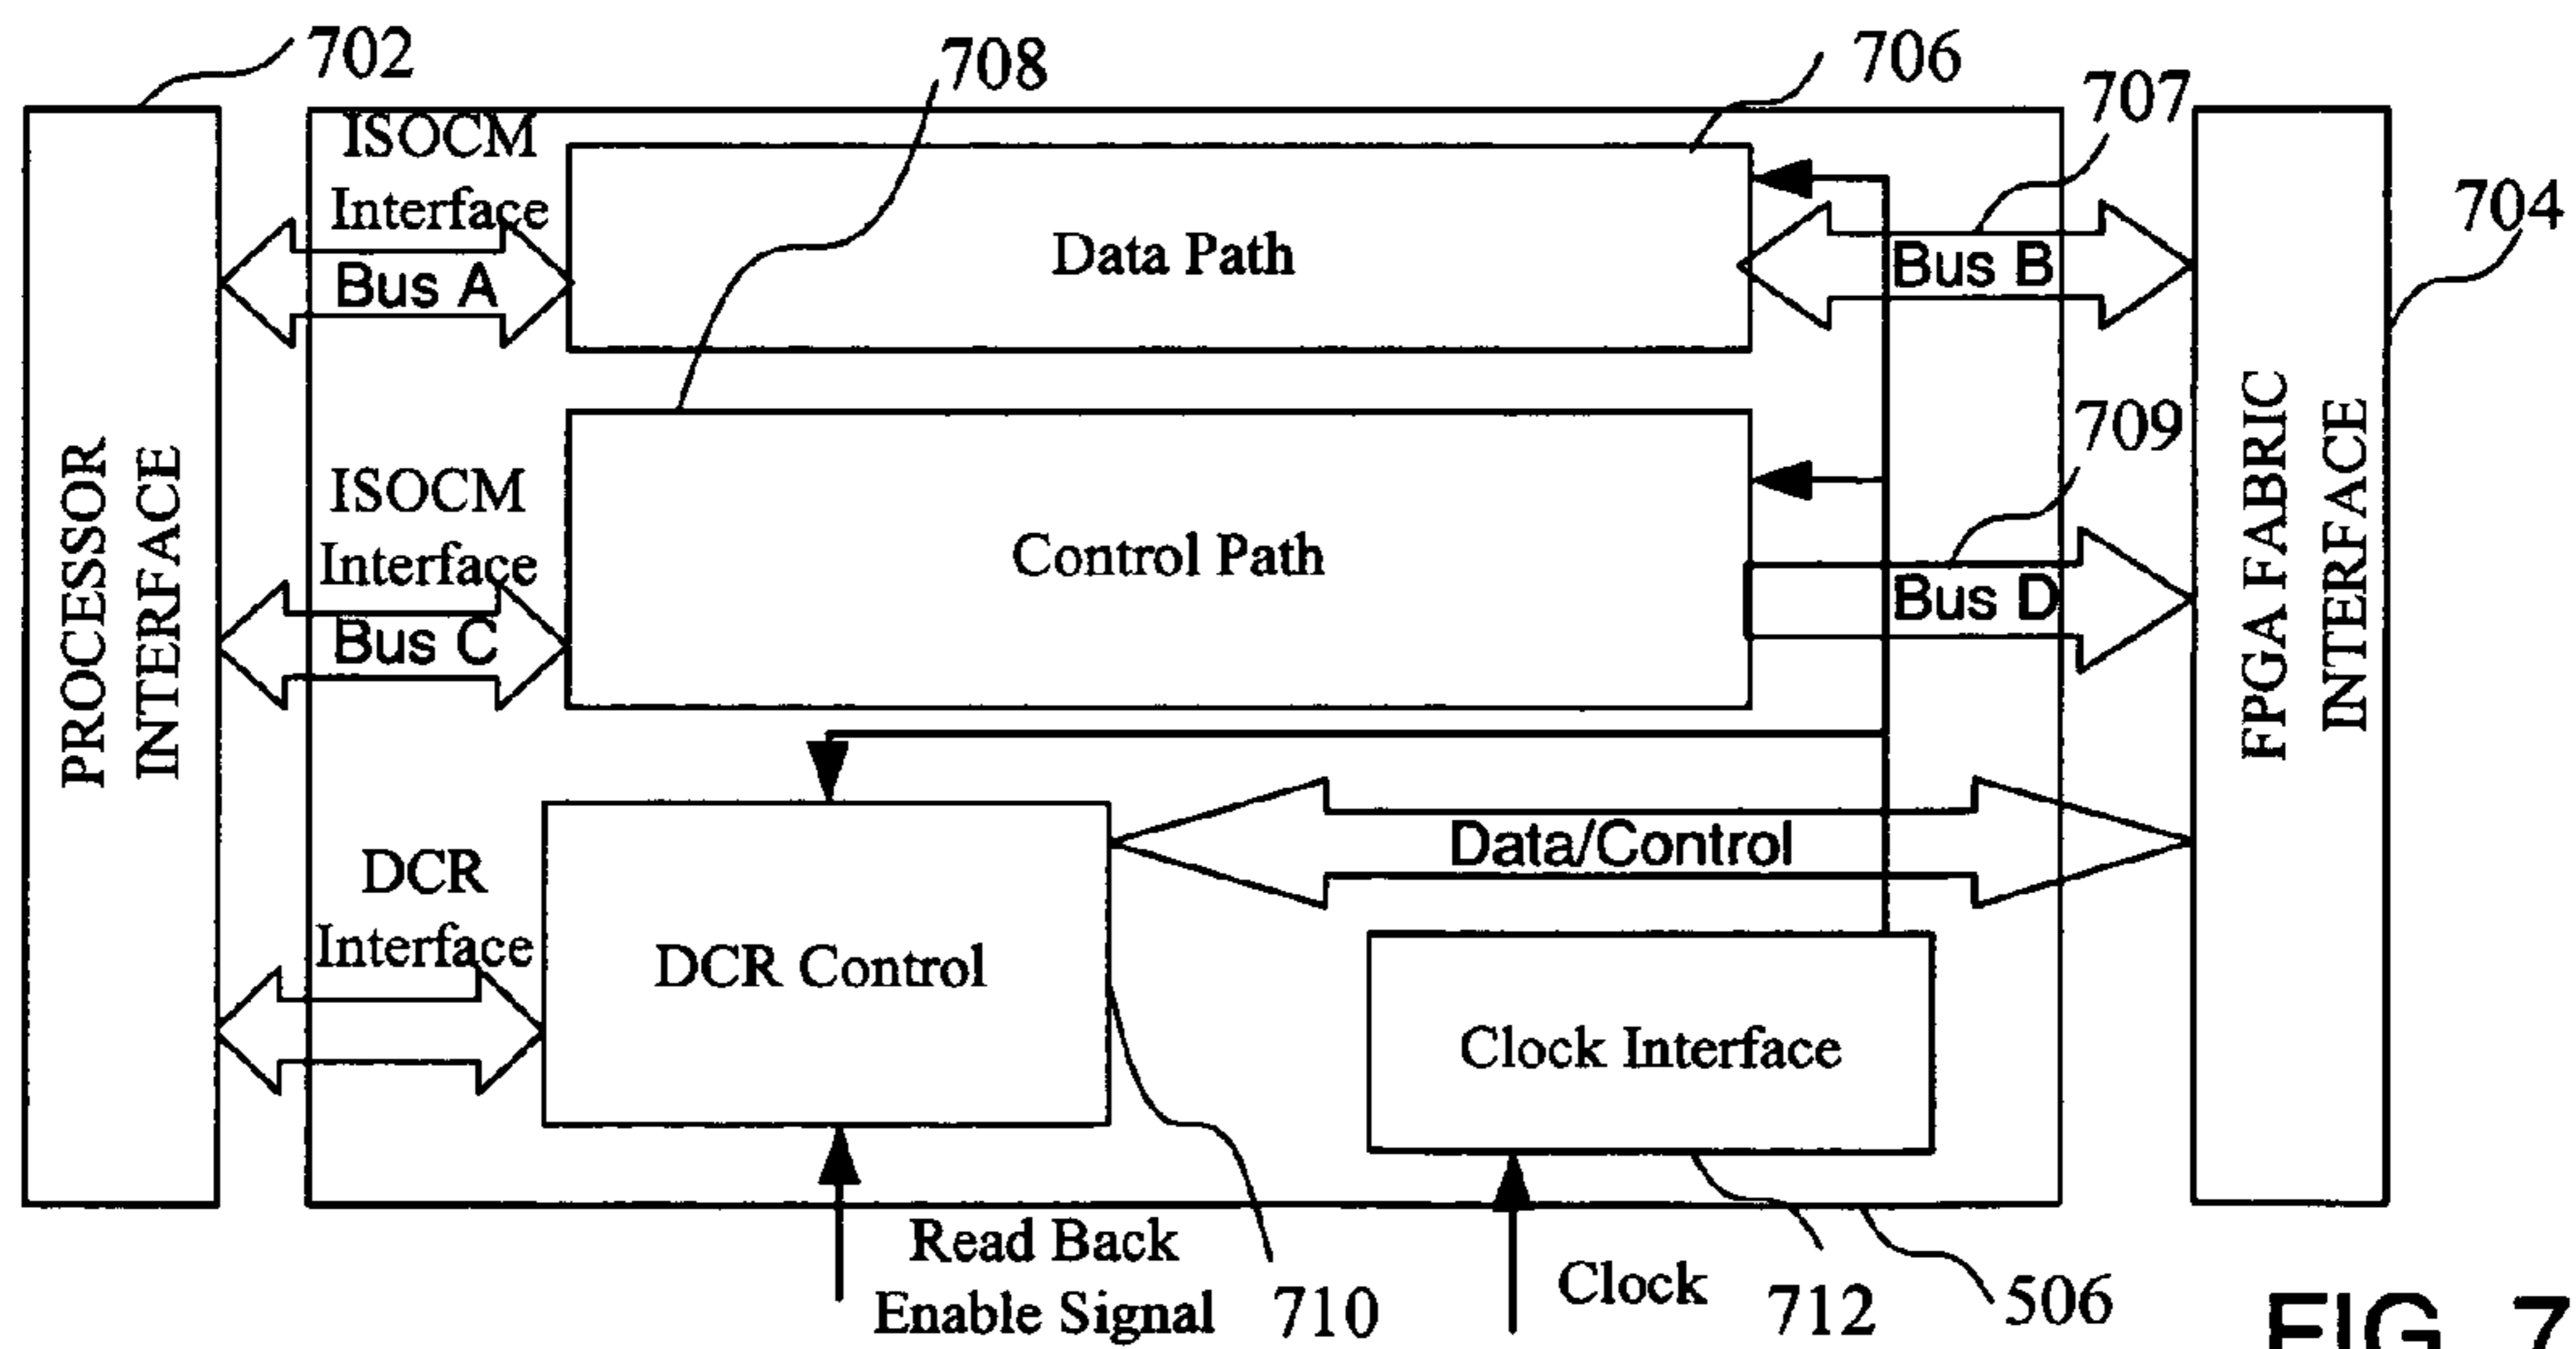 702
708
706
707
704
ISOCM
Interface
Bus A
Data Path
Bus B
709
ISOCM
Interface
Bus C
Control Path
Bus D
PROCESSOR
INTERFACE
FPGA FABRIC
INTERFACE
Data/Control
DCR
Interface
DCR Control
Clock Interface
Read Back
Enable Signal
710
Clock
712
506
FIG. 7